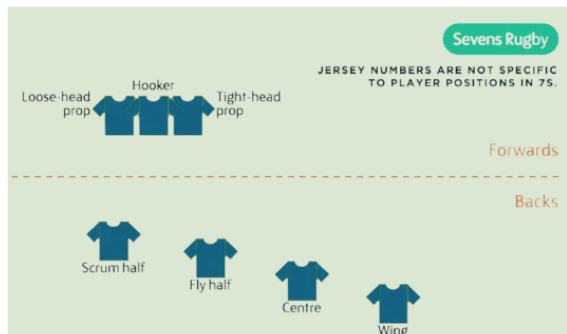 Sevens Rugby
JERSEY NUMBERS ARE NOT SPECIFIC
TO PLAYER POSITIONS IN 7S.
Hooker
Loose-head
prop
Tight-head
prop
Forwards
Backs
Scrum half
Fly half
Centre
Wing